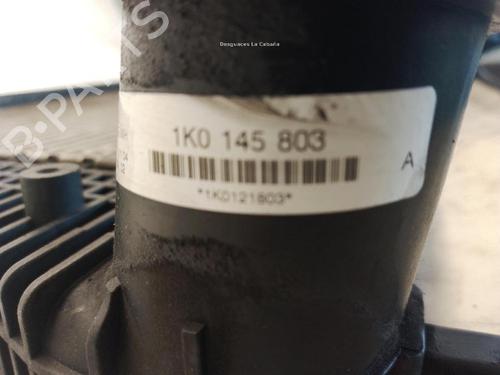 Desguaces La Cabaña
B-PARTS
1K0 145 803
A
*1K0121803*